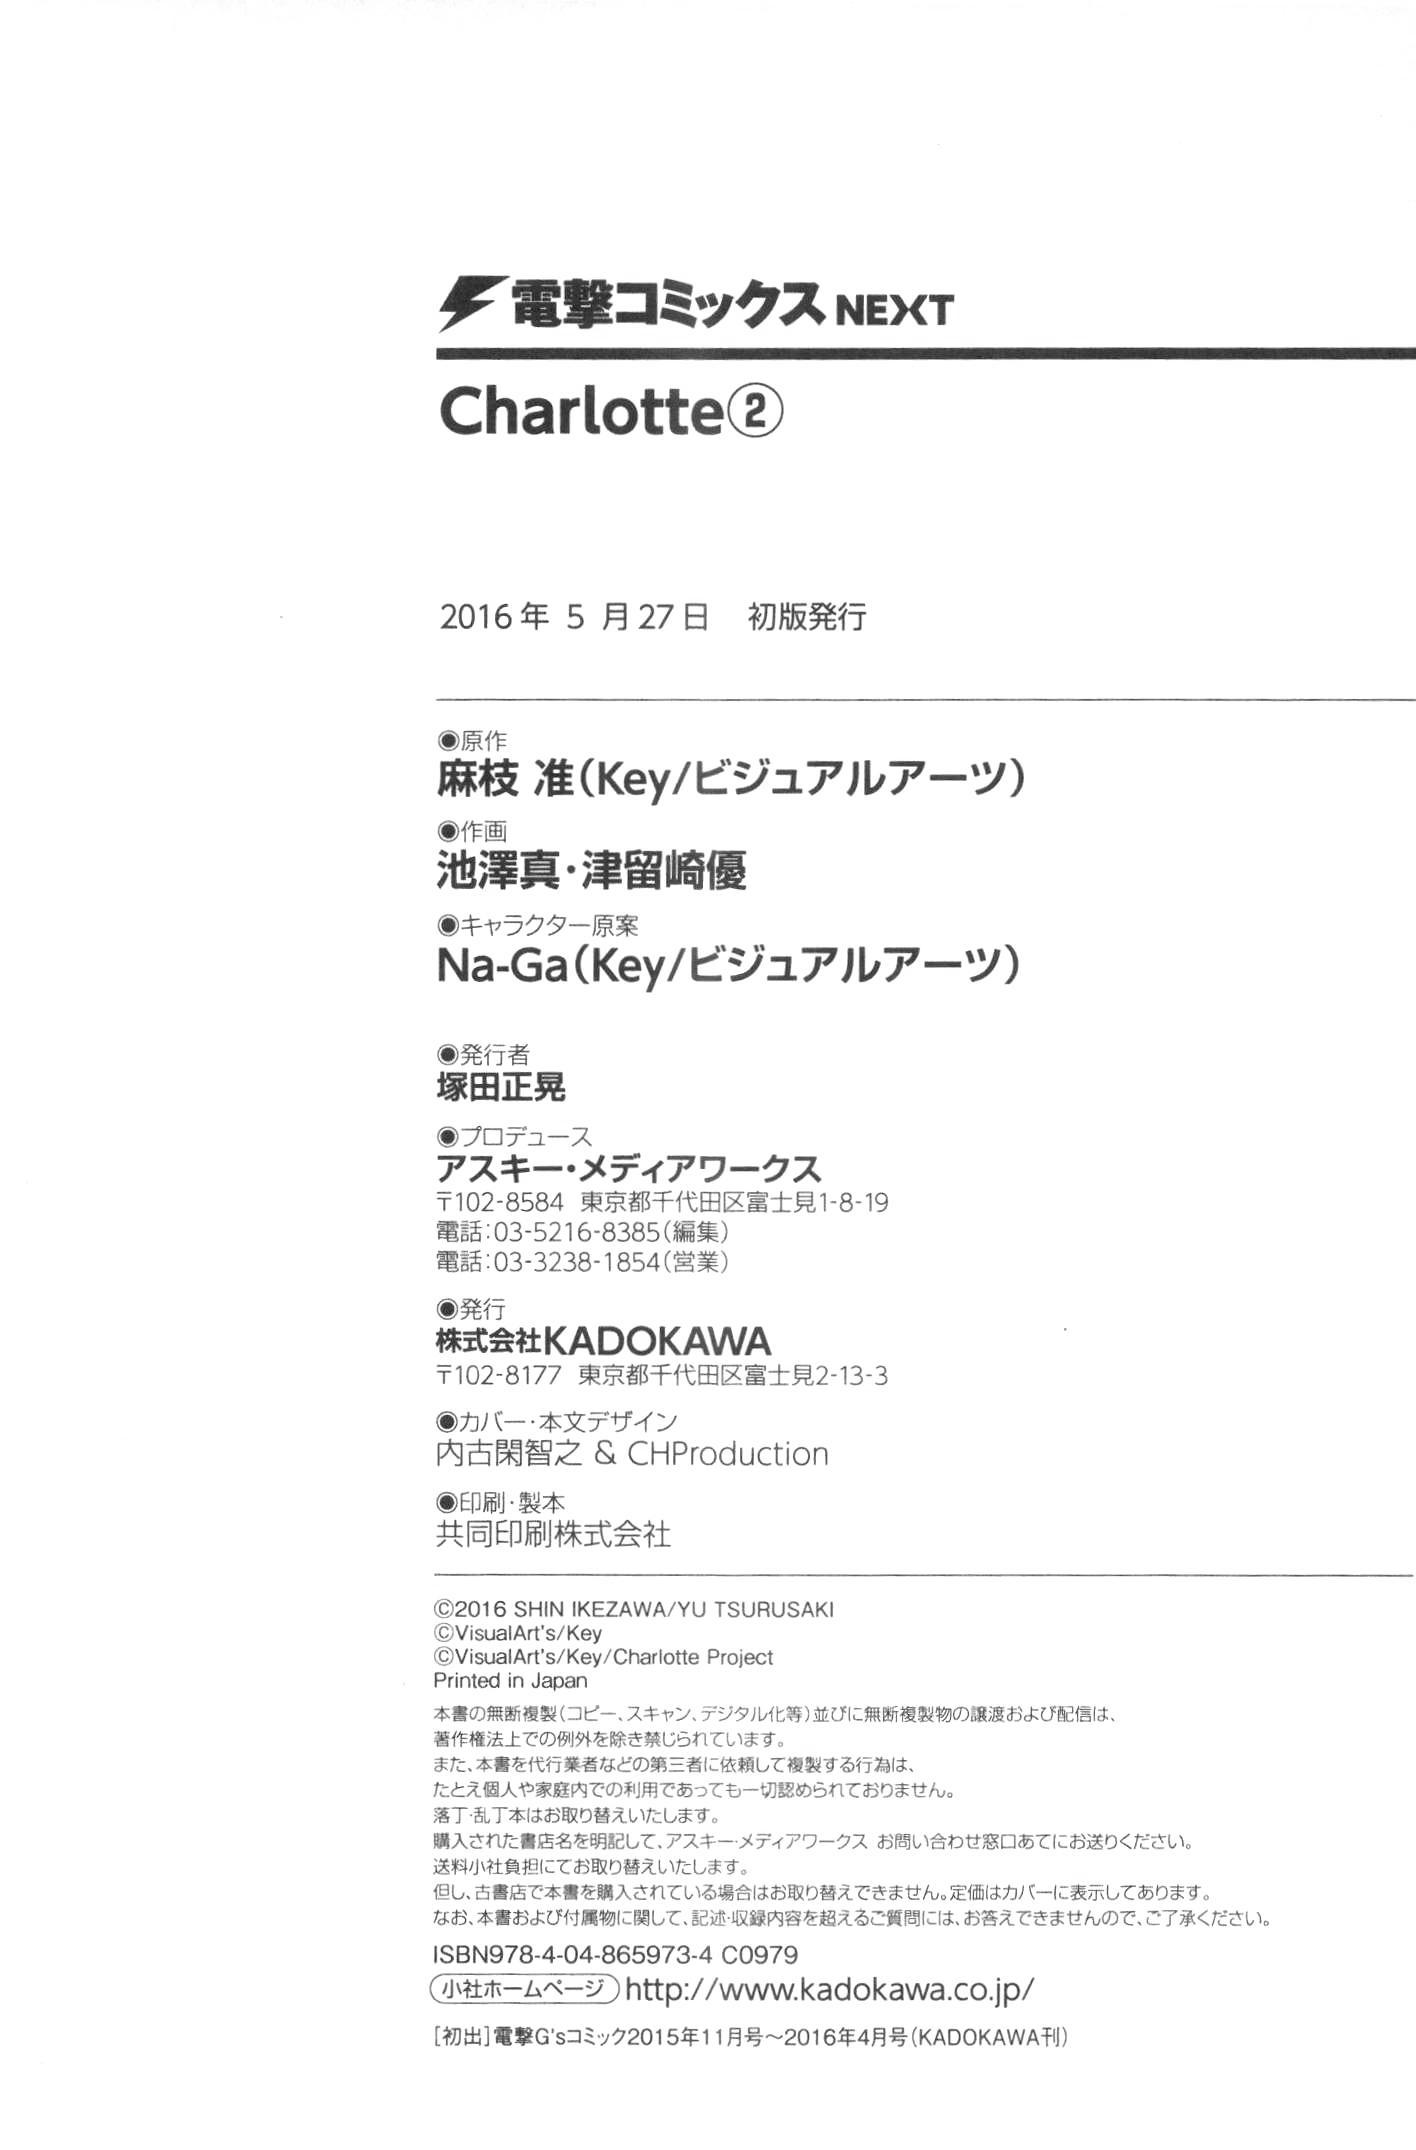 電撃コミックスNEXT
Charlotte②
2016年 5 月27日　初版発行
◉原作
麻枝 准(Key/ビジュアルアーツ)
◉作画
池澤真・津留崎優
◉キャラクター原案
Na-Ga(Key/ビジュアルアーツ)
◉発行者
塚田正晃
◉プロデュース
アスキー・メディアワークス
〒102-8584 東京都千代田区富士見1-8-19
電話:03-5216-8385(編集)
電話:03-3238-1854(営業)
◉発行
株式会社KADOKAWA
〒102-8177 東京都千代田区富士見2-13-3
◉カバー・本文デザイン
内古閑智之 & CHProduction
◉印刷・製本
共同印刷株式会社
©2016 SHIN IKEZAWA/YU TSURUSAKI
©VisualArt's/Key
©VisualArt's/Key/Charlotte Project
Printed in Japan
本書の無断複製(コピー、スキャン、デジタル化等)並びに無断複製物の譲渡および配信は、
著作権法上での例外を除き禁じられています。
また、本書を代行業者などの第三者に依頼して複製する行為は、
たとえ個人や家庭内での利用であっても一切認められておりません。
落丁・乱丁本はお取り替えいたします。
購入された書店名を明記して、アスキー・メディアワークス お問い合わせ窓口あてにお送りください。
送料小社負担にてお取り替えいたします。
但し、古書店で本書を購入されている場合はお取り替えできません。定価はカバーに表示してあります。
なお、本書および付属物に関して、記述・収録内容を超えるご質問には、お答えできませんので、ご了承ください。
ISBN978-4-04-865973-4 C0979
小社ホームページ http://www.kadokawa.co.jp/
[初出]電撃G'sコミック2015年11月号〜2016年4月号(KADOKAWA刊)